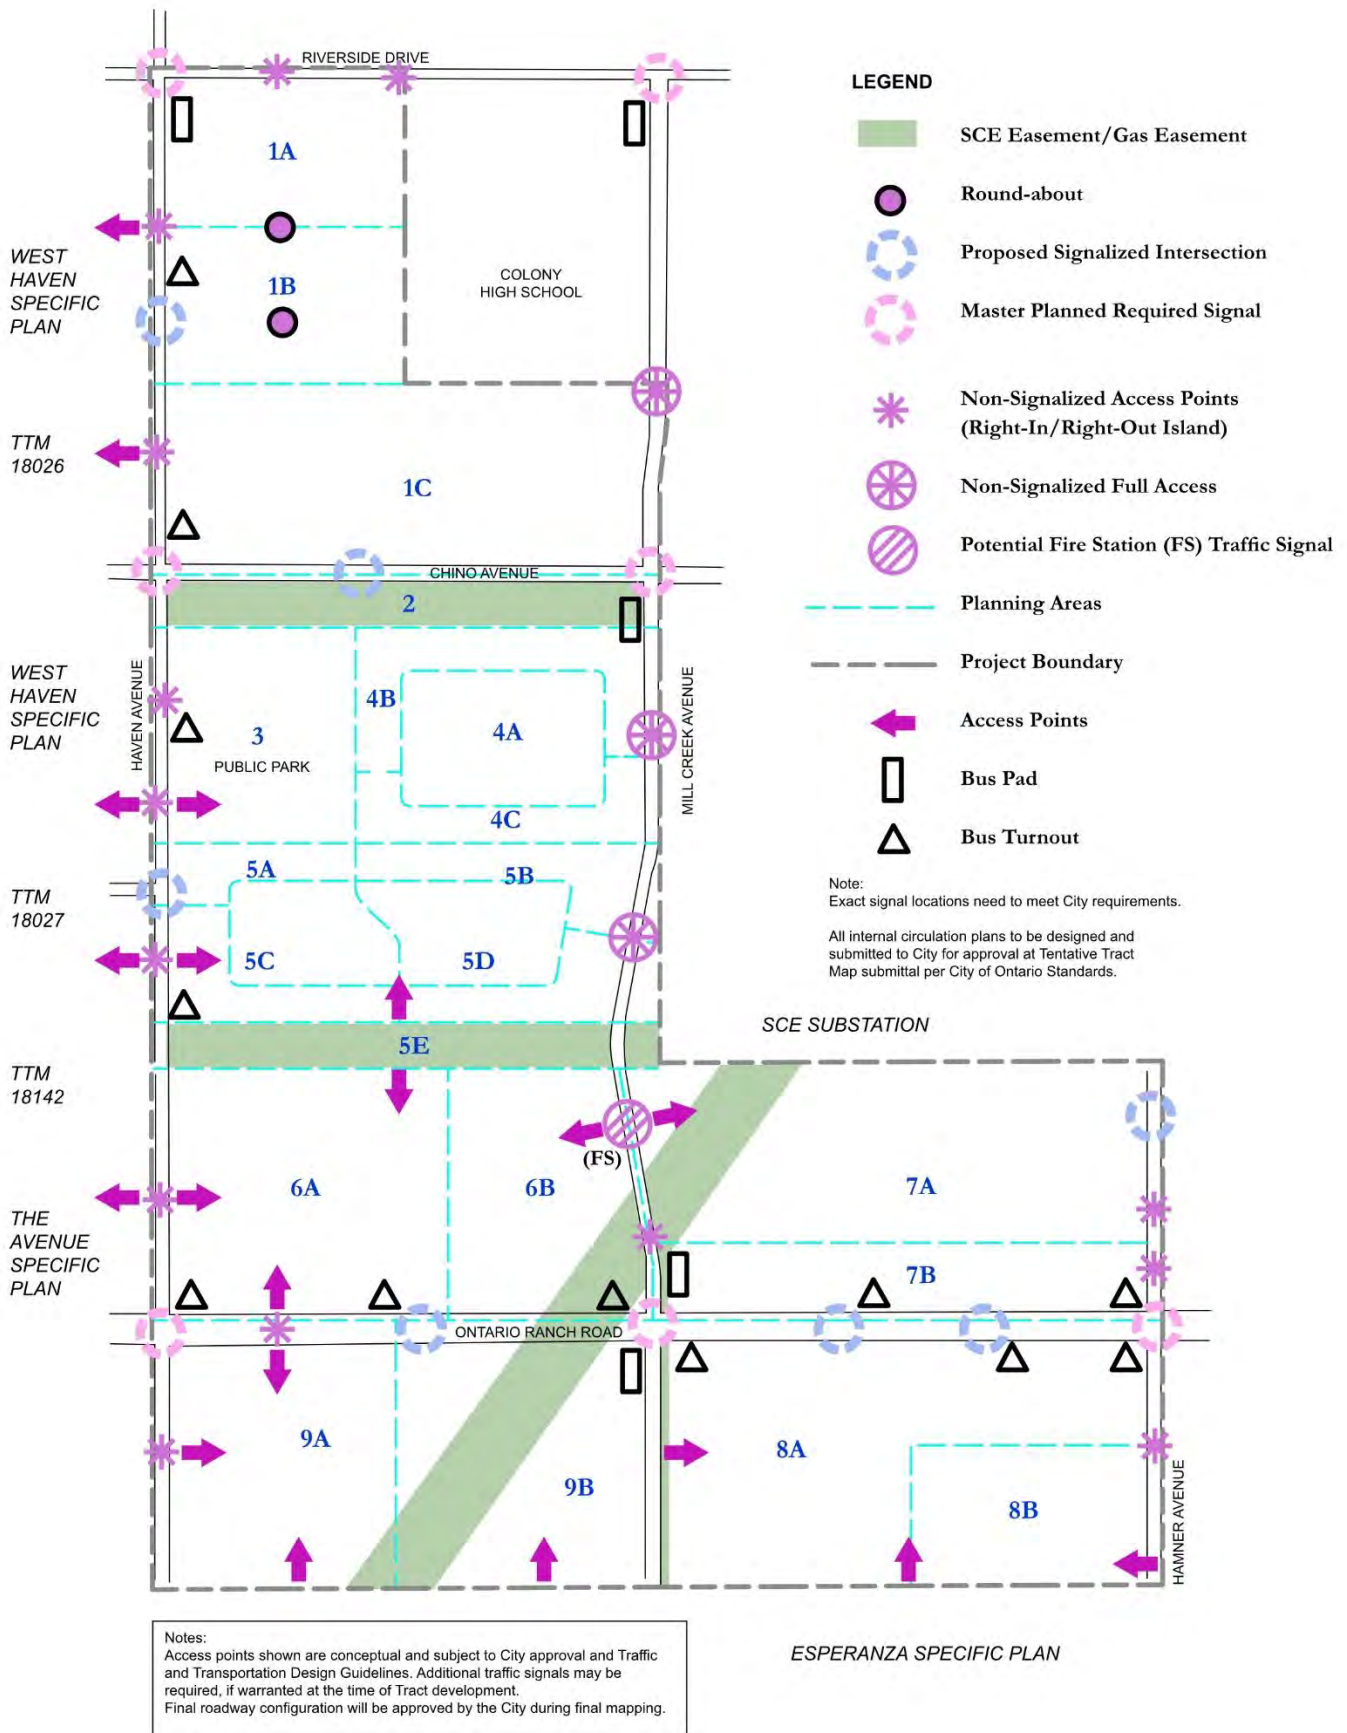 RIVERSIDE DRIVE
1A
WEST
HAVEN
SPECIFIC
PLAN
1B
COLONY
HIGH SCHOOL
TTM
18026
1C
CHINO AVENUE
2
WEST
HAVEN
SPECIFIC
PLAN
HAVEN AVENUE
3
PUBLIC PARK
4B
4A
4C
MILL CREEK AVENUE
5A
5B
TTM
18027
5C
5D
5E
SCE SUBSTATION
TTM
18142
(FS)
6A
6B
7A
THE
AVENUE
SPECIFIC
PLAN
7B
ONTARIO RANCH ROAD
9A
9B
8A
8B
HAMNER AVENUE
ESPERANZA SPECIFIC PLAN
LEGEND
SCE Easement/Gas Easement
Round-about
Proposed Signalized Intersection
Master Planned Required Signal
Non-Signalized Access Points
(Right-In/Right-Out Island)
Non-Signalized Full Access
Potential Fire Station (FS) Traffic Signal
Planning Areas
Project Boundary
Access Points
Bus Pad
Bus Turnout
Note:
Exact signal locations need to meet City requirements.
All internal circulation plans to be designed and
submitted to City for approval at Tentative Tract
Map submittal per City of Ontario Standards.
Notes:
Access points shown are conceptual and subject to City approval and Traffic
and Transportation Design Guidelines. Additional traffic signals may be
required, if warranted at the time of Tract development.
Final roadway configuration will be approved by the City during final mapping.